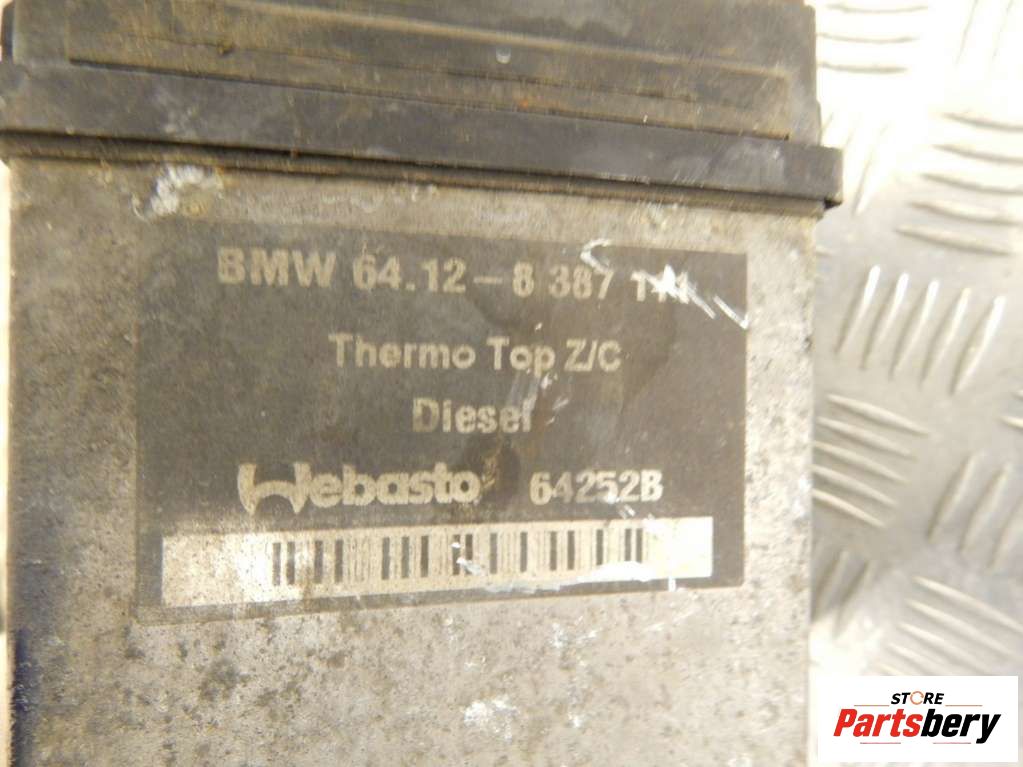 BMW 64.12-8 387
Thermo Top Z/C
Diesel
Webasto 64252B
STORE
Partsbery